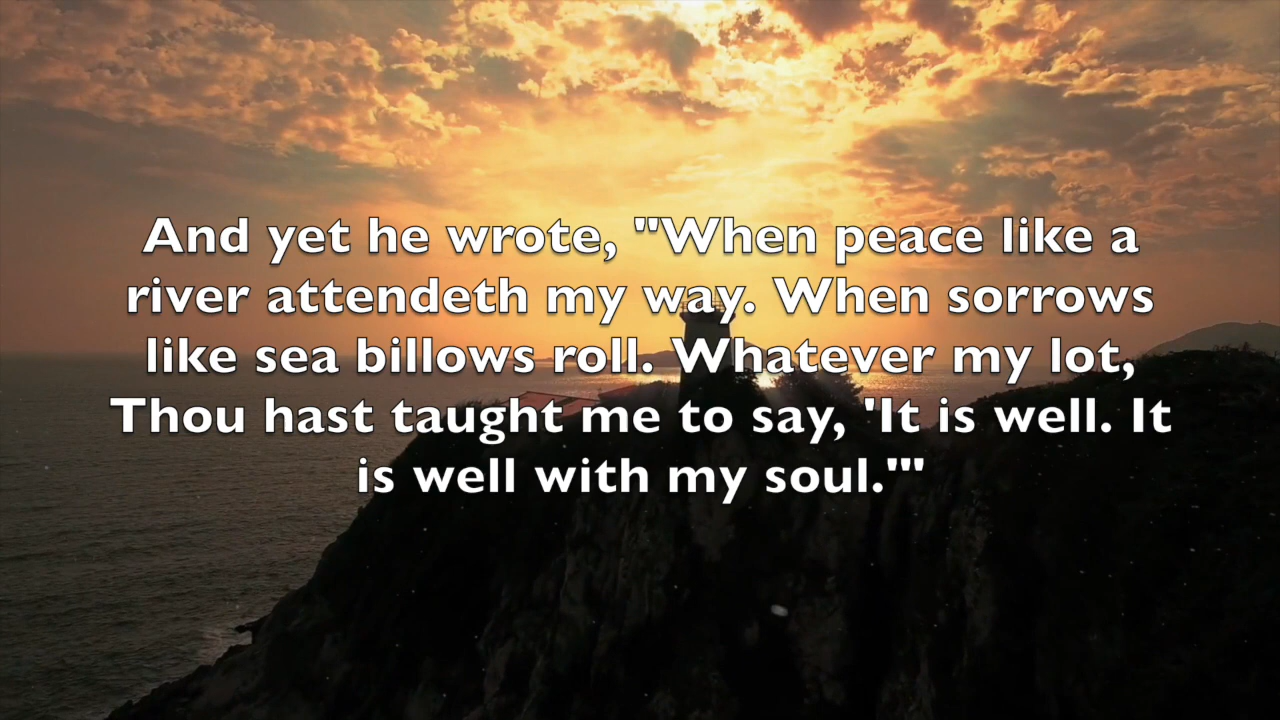 And yet he wrote, "When peace like a
river attendeth my way. When sorrows
like sea billows roll. Whatever my lot,
Thou hast taught me to say, 'It is well. It
is well with my soul.'"